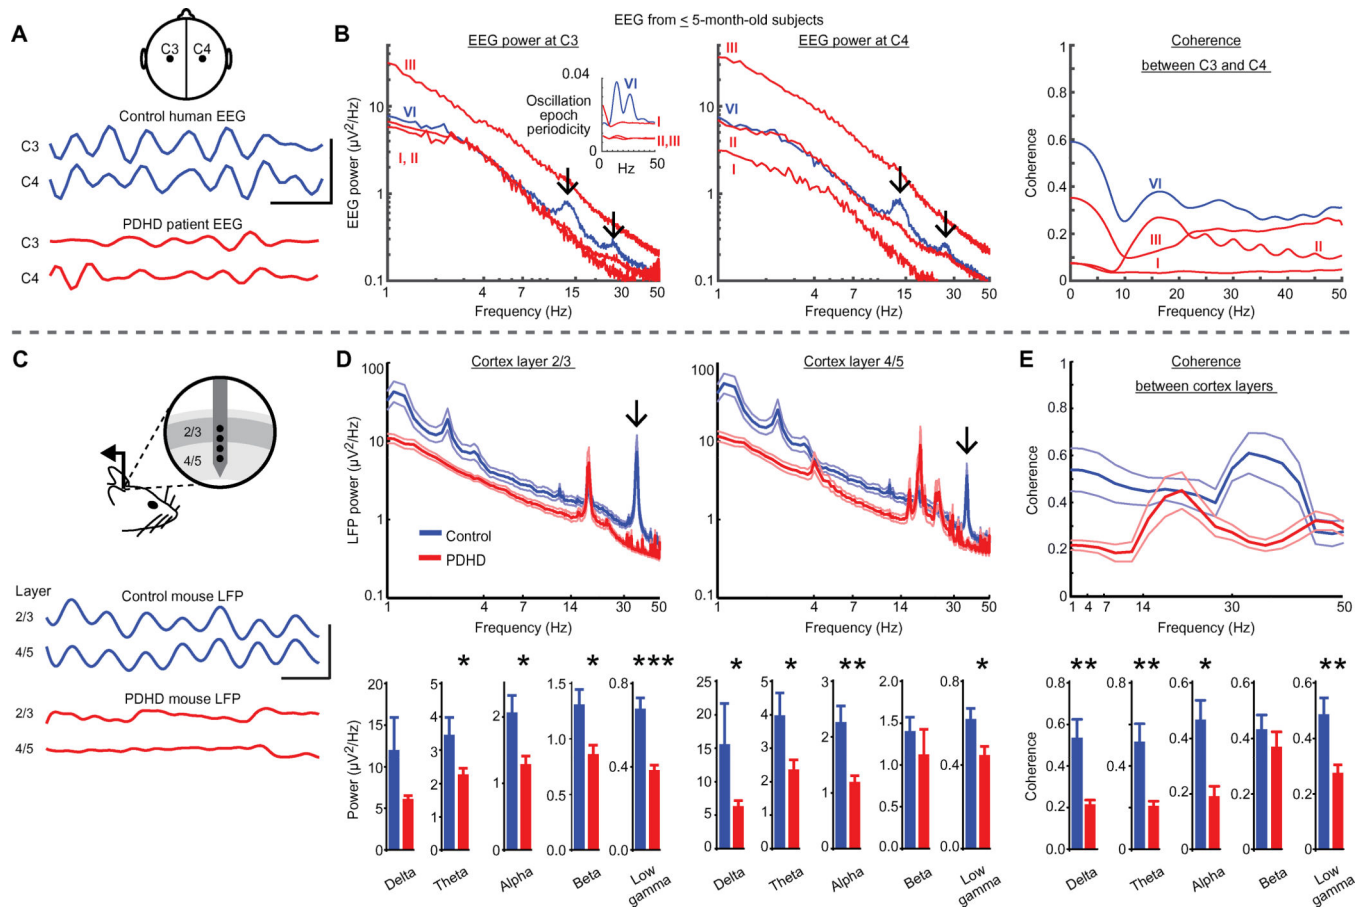 EEG from ≤ 5-month-old subjects
A
C3 C4
Control human EEG
C3
C4
PDHD patient EEG
C3
C4
B
EEG power at C3
EEG power (µV²/Hz)
10
1
0.1
III
VI
I, II
0.04
Oscillation
epoch
periodicity
0
VI
I
II,III
0 50
Hz
1 4 7 15 30 50
Frequency (Hz)
EEG power at C4
10
1
0.1
III
VI
II
I
1 4 7 15 30 50
Frequency (Hz)
Coherence
between C3 and C4
Coherence
1
0.8
0.6
0.4
0.2
0
VI
III
II
I
0 10 20 30 40 50
Frequency (Hz)
C
2/3
4/5
Layer
Control mouse LFP
2/3
4/5
PDHD mouse LFP
2/3
4/5
D
Cortex layer 2/3
LFP power (µV²/Hz)
100
10
1
0.1
Control
PDHD
1 4 7 14 30 50
Frequency (Hz)
Cortex layer 4/5
100
10
1
0.1
1 4 7 14 30 50
Frequency (Hz)
E
Coherence
between cortex layers
Coherence
1
0.8
0.6
0.4
0.2
0
1 4 7 14 30 50
Frequency (Hz)
* * * ***
Power (µV²/Hz)
20
15
10
5
0
5
4
3
2
1
0
2
1
0
1.5
1.0
0.5
0.0
0.8
0.4
0.0
Delta Theta Alpha Beta Low gamma
* * ** *
25
20
15
10
5
0
5
4
3
2
1
0
3
2
1
0
2.0
1.5
1.0
0.5
0.0
0.8
0.4
0.0
Delta Theta Alpha Beta Low gamma
** ** * **
Coherence
0.8
0.6
0.4
0.2
0
0.6
0.4
0.2
0
0.6
0.4
0.2
0
0.6
0.4
0.2
0
0.6
0.4
0.2
0
Delta Theta Alpha Beta Low gamma